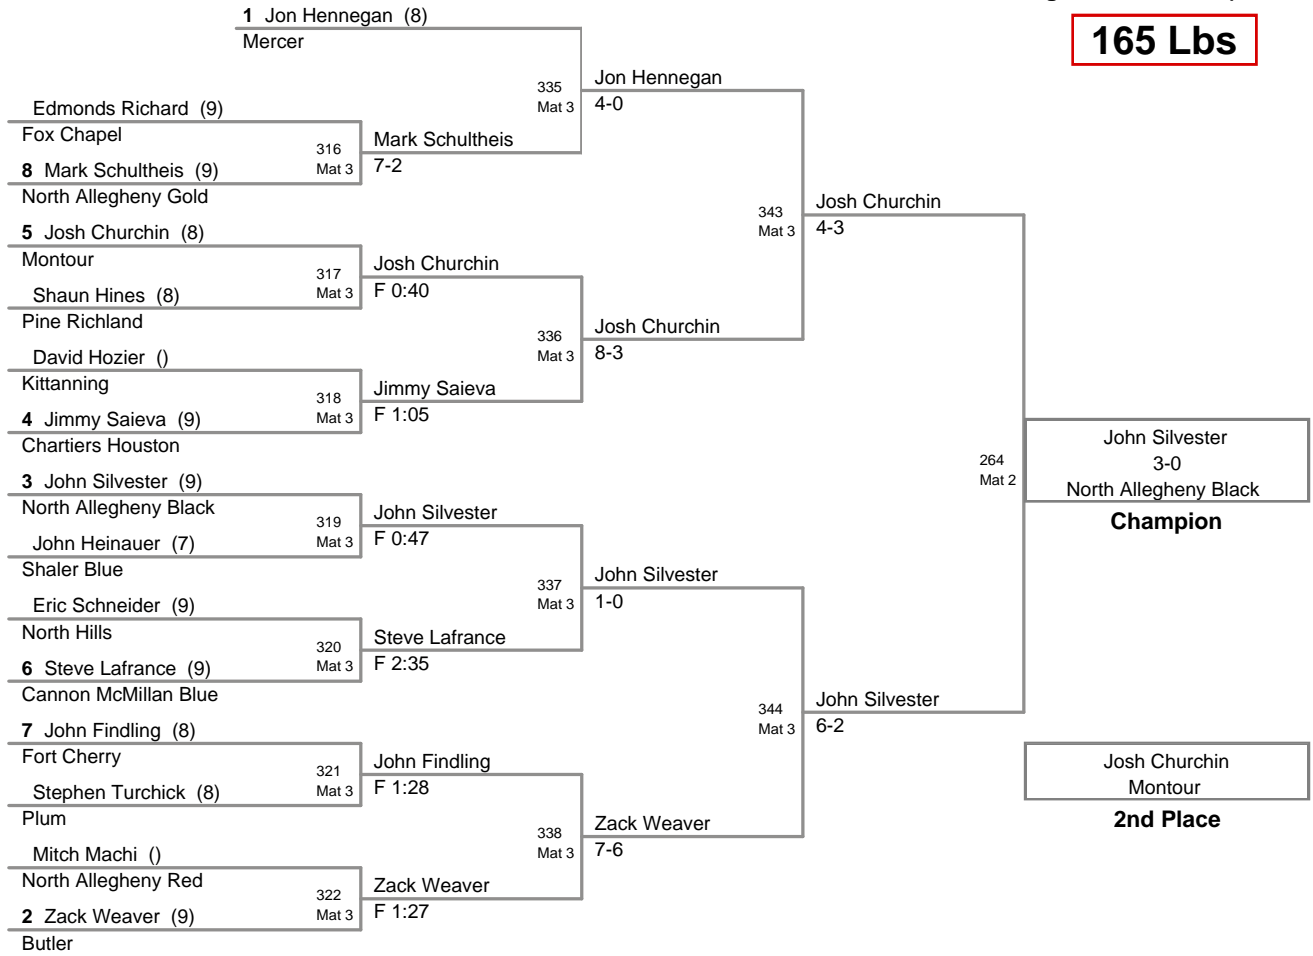 1 Jon Hennegan (8)
Mercer
165 Lbs
335
Mat 3
Jon Hennegan
4-0
Edmonds Richard (9)
Fox Chapel
316
Mat 3
Mark Schultheis
7-2
8 Mark Schultheis (9)
North Allegheny Gold
343
Mat 3
Josh Churchin
4-3
5 Josh Churchin (8)
Montour
317
Mat 3
Josh Churchin
F 0:40
Shaun Hines (8)
Pine Richland
336
Mat 3
Josh Churchin
8-3
David Hozier ()
Kittanning
318
Mat 3
Jimmy Saieva
F 1:05
4 Jimmy Saieva (9)
Chartiers Houston
264
Mat 2
John Silvester
3-0
North Allegheny Black
Champion
3 John Silvester (9)
North Allegheny Black
319
Mat 3
John Silvester
F 0:47
John Heinauer (7)
Shaler Blue
337
Mat 3
John Silvester
1-0
Eric Schneider (9)
North Hills
320
Mat 3
Steve Lafrance
F 2:35
6 Steve Lafrance (9)
Cannon McMillan Blue
344
Mat 3
John Silvester
6-2
7 John Findling (8)
Fort Cherry
321
Mat 3
John Findling
F 1:28
Stephen Turchick (8)
Plum
Josh Churchin
Montour
2nd Place
338
Mat 3
Zack Weaver
7-6
Mitch Machi ()
North Allegheny Red
322
Mat 3
Zack Weaver
F 1:27
2 Zack Weaver (9)
Butler